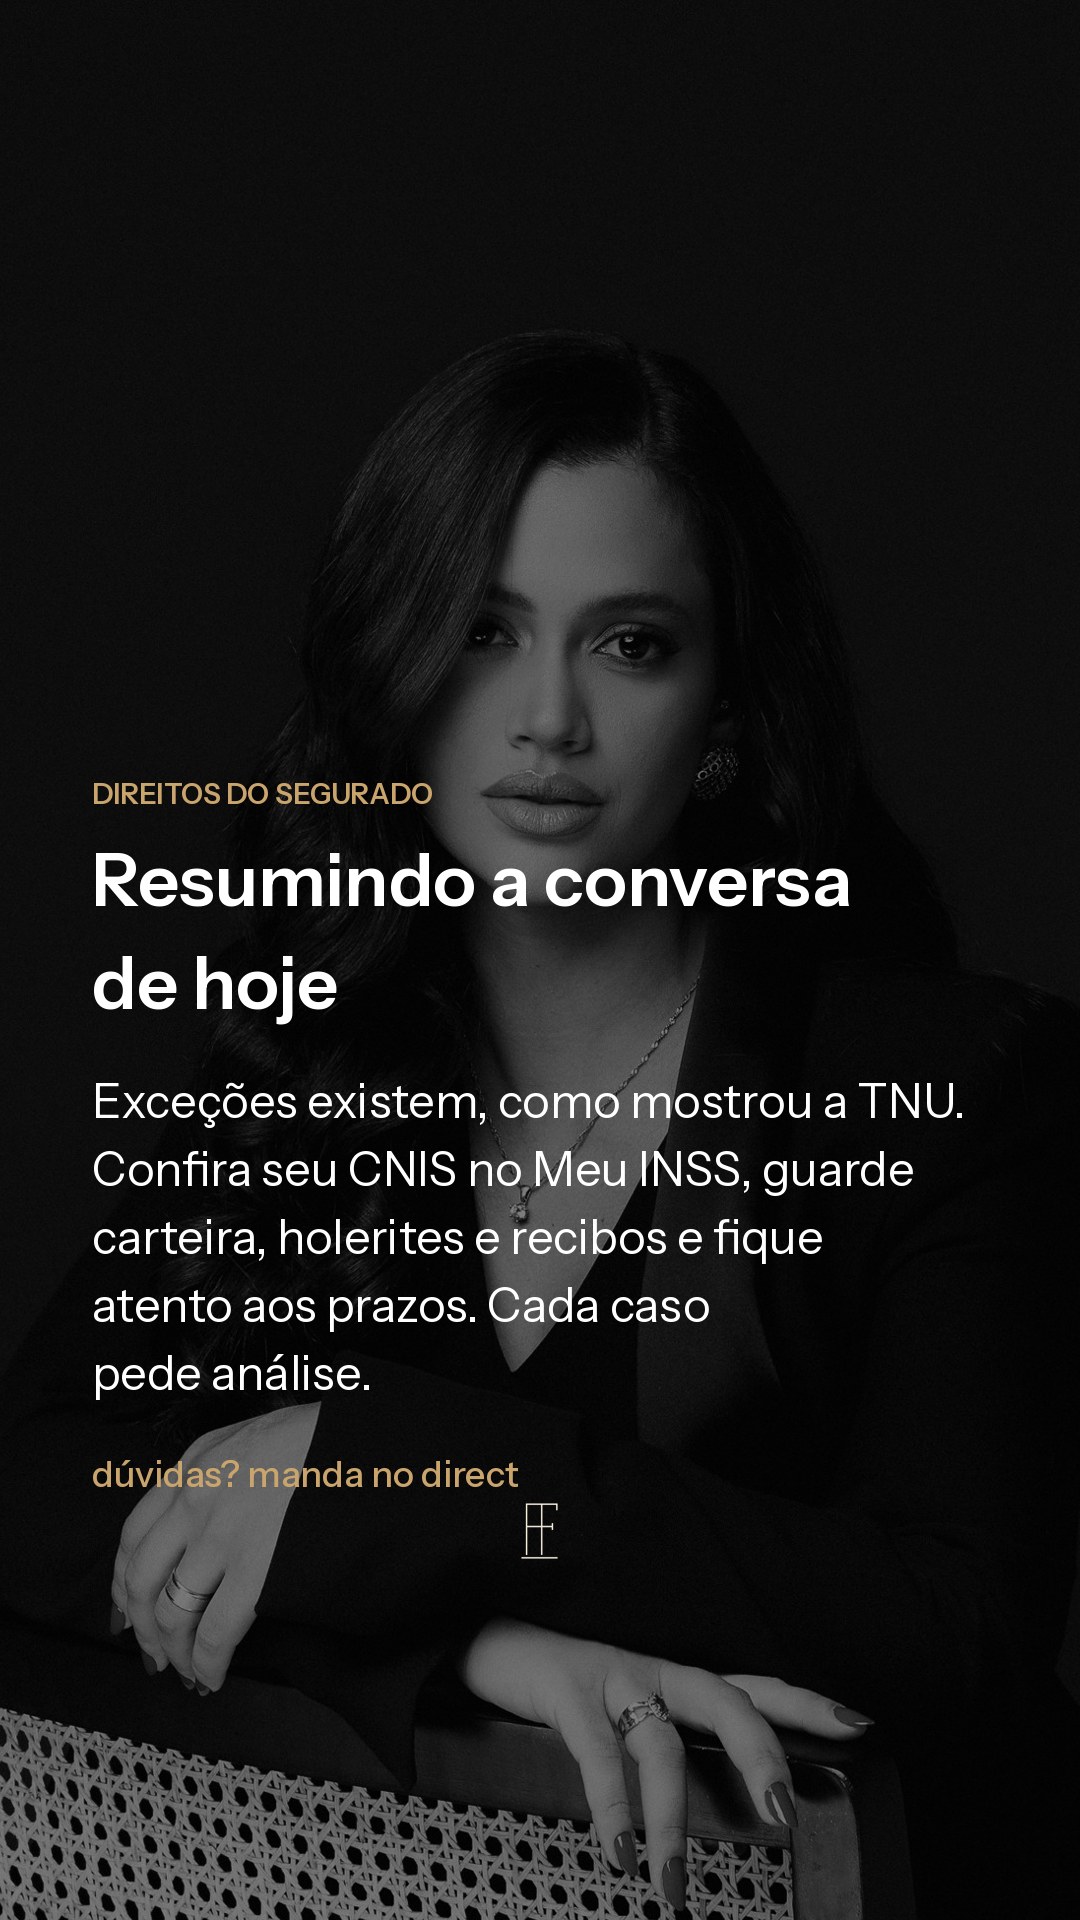 DIREITOS DO SEGURADO
Resumindo a conversa
de hoje
Exceções existem, como mostrou a TNU.
Confira seu CNIS no Meu INSS, guarde
carteira, holerites e recibos e fique
atento aos prazos. Cada caso
pede análise.
dúvidas? manda no direct